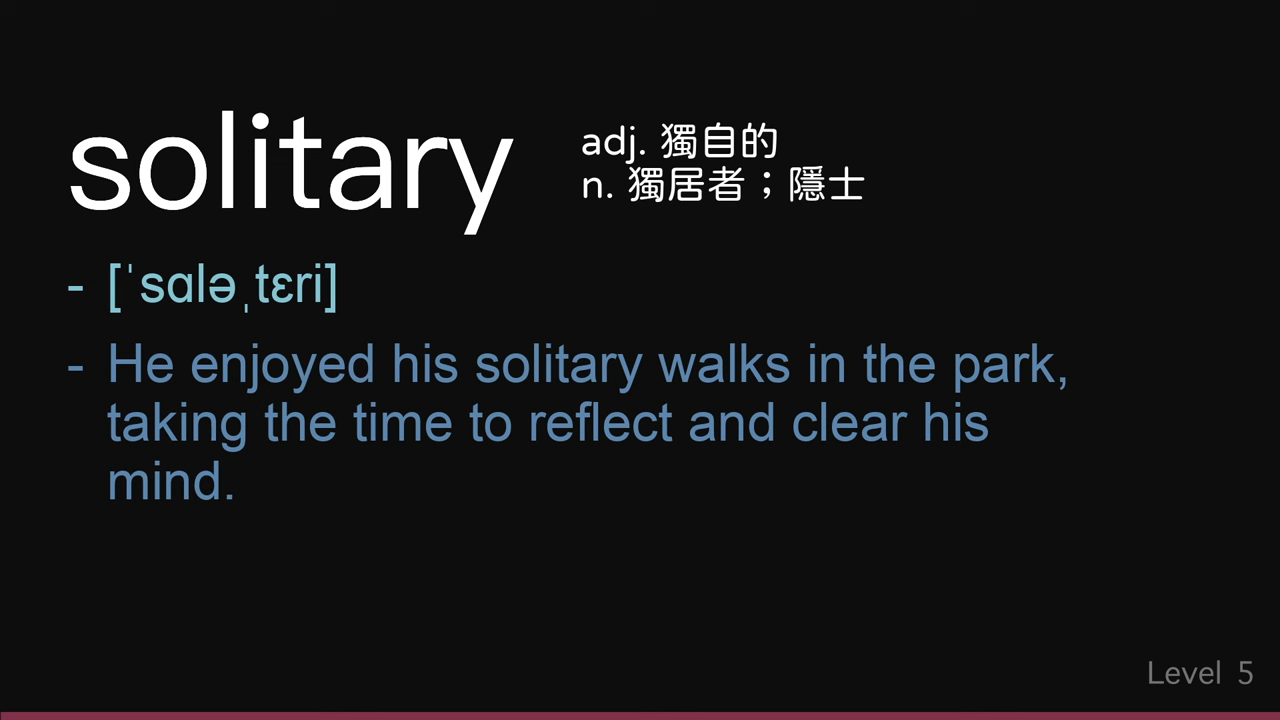 solitary
adj. 獨自的
n. 獨居者；隱士
- [ˈsɑləˌtɛri]
- He enjoyed his solitary walks in the park,
taking the time to reflect and clear his
mind.
Level 5